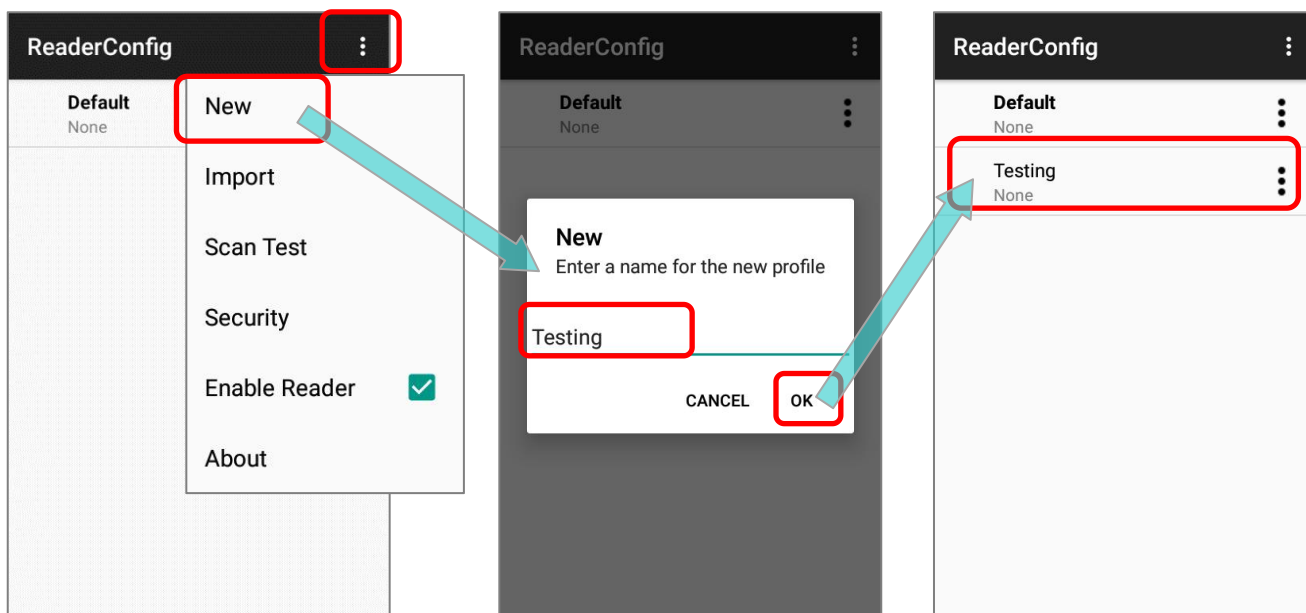 ReaderConfig
Default
None
New
Import
Scan Test
Security
Enable Reader
About
ReaderConfig
Default
None
New
Enter a name for the new profile
Testing
CANCEL OK
ReaderConfig
Default
None
Testing
None